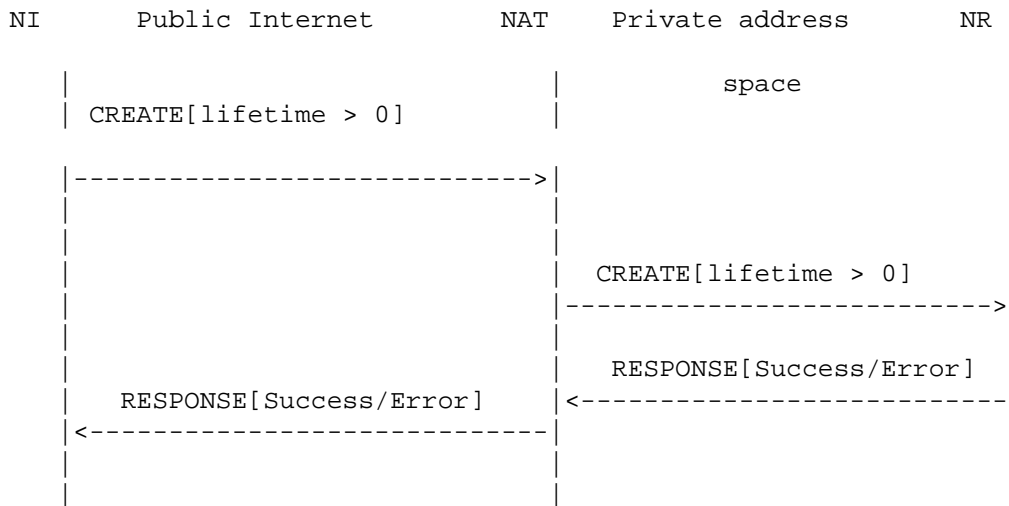 NI Public Internet NAT Private address NR
space
CREATE[lifetime > 0]
CREATE[lifetime > 0]
RESPONSE[Success/Error]
RESPONSE[Success/Error]